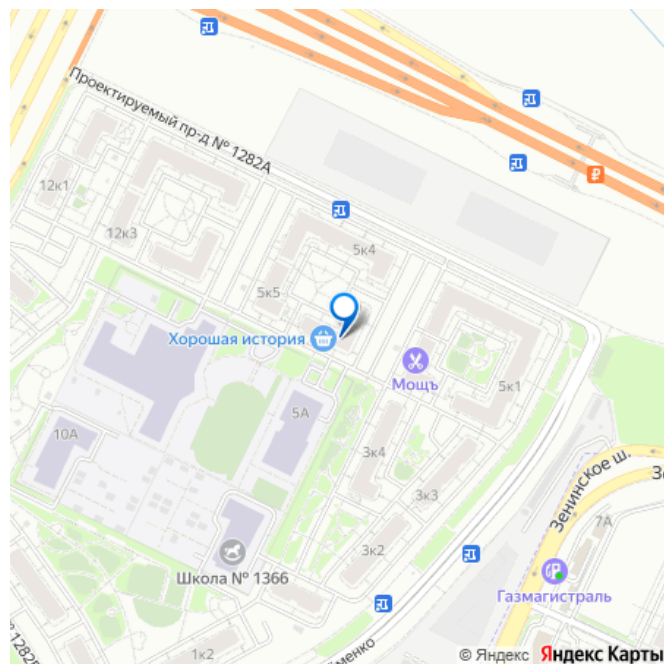 Проектируемый пр-д № 1282А
12к1
12к3
5к4
5к5
Хорошая история
Мощъ
5к1
5А
10А
3к4
3к3
Зенинское ш.
7А
3к2
Школа № 1366
Газмагистраль
1к2
© Яндекс Яндекс Карты